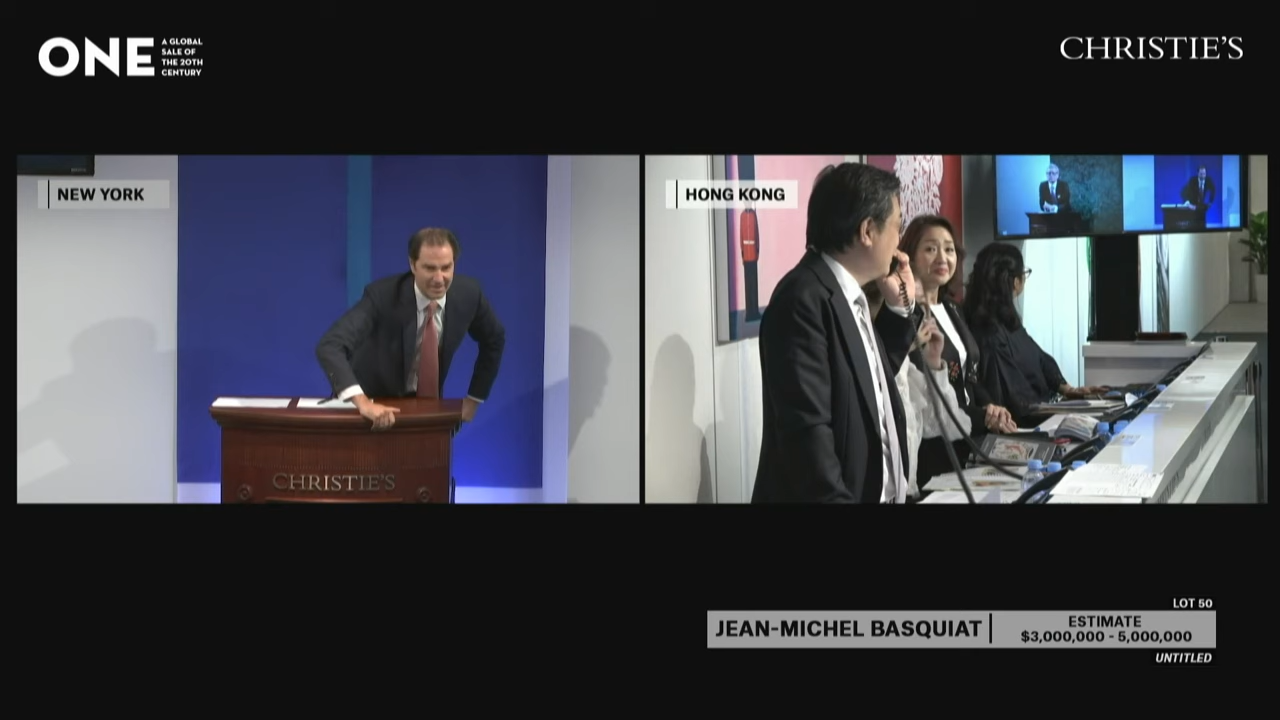 ONE
A GLOBAL
SALE OF
THE 20TH
CENTURY
CHRISTIE'S
NEW YORK
HONG KONG
CHRISTIE'S
LOT 50
JEAN-MICHEL BASQUIAT
ESTIMATE
$3,000,000 - 5,000,000
UNTITLED